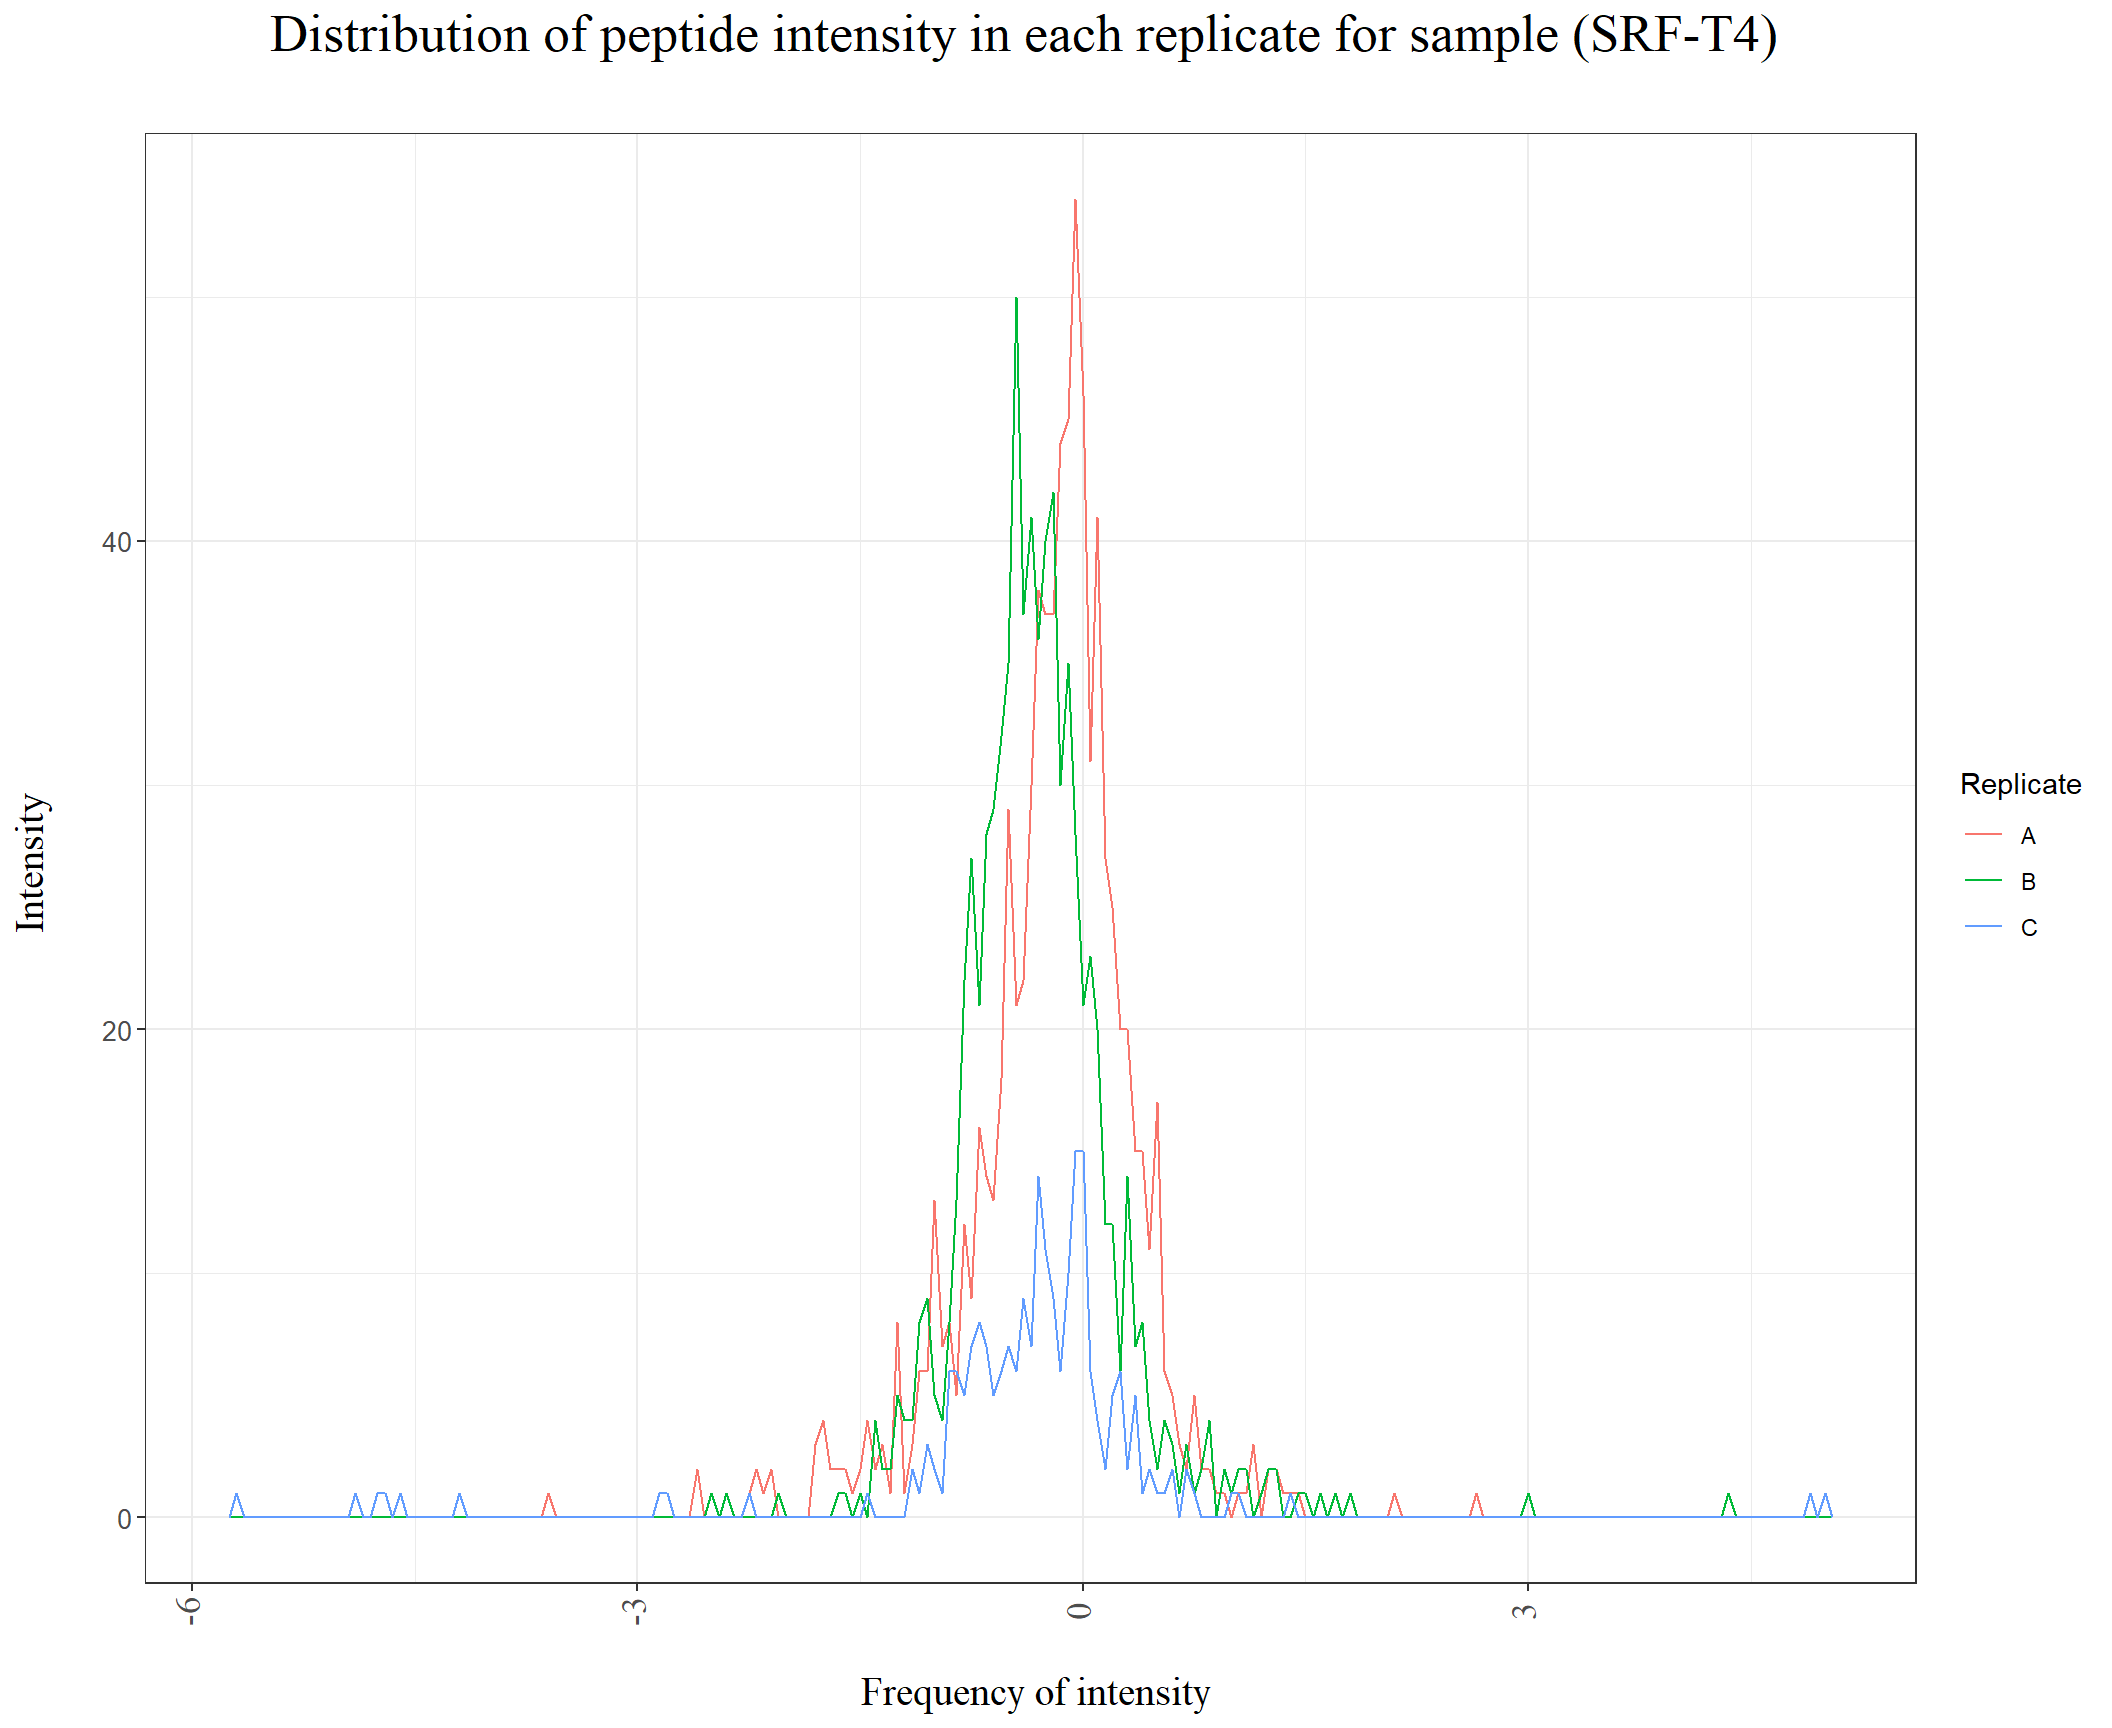 Distribution of peptide intensity in each replicate for sample (SRF-T4)
Intensity
40
20
0
-6
-3
0
3
Frequency of intensity
Replicate
A
B
C